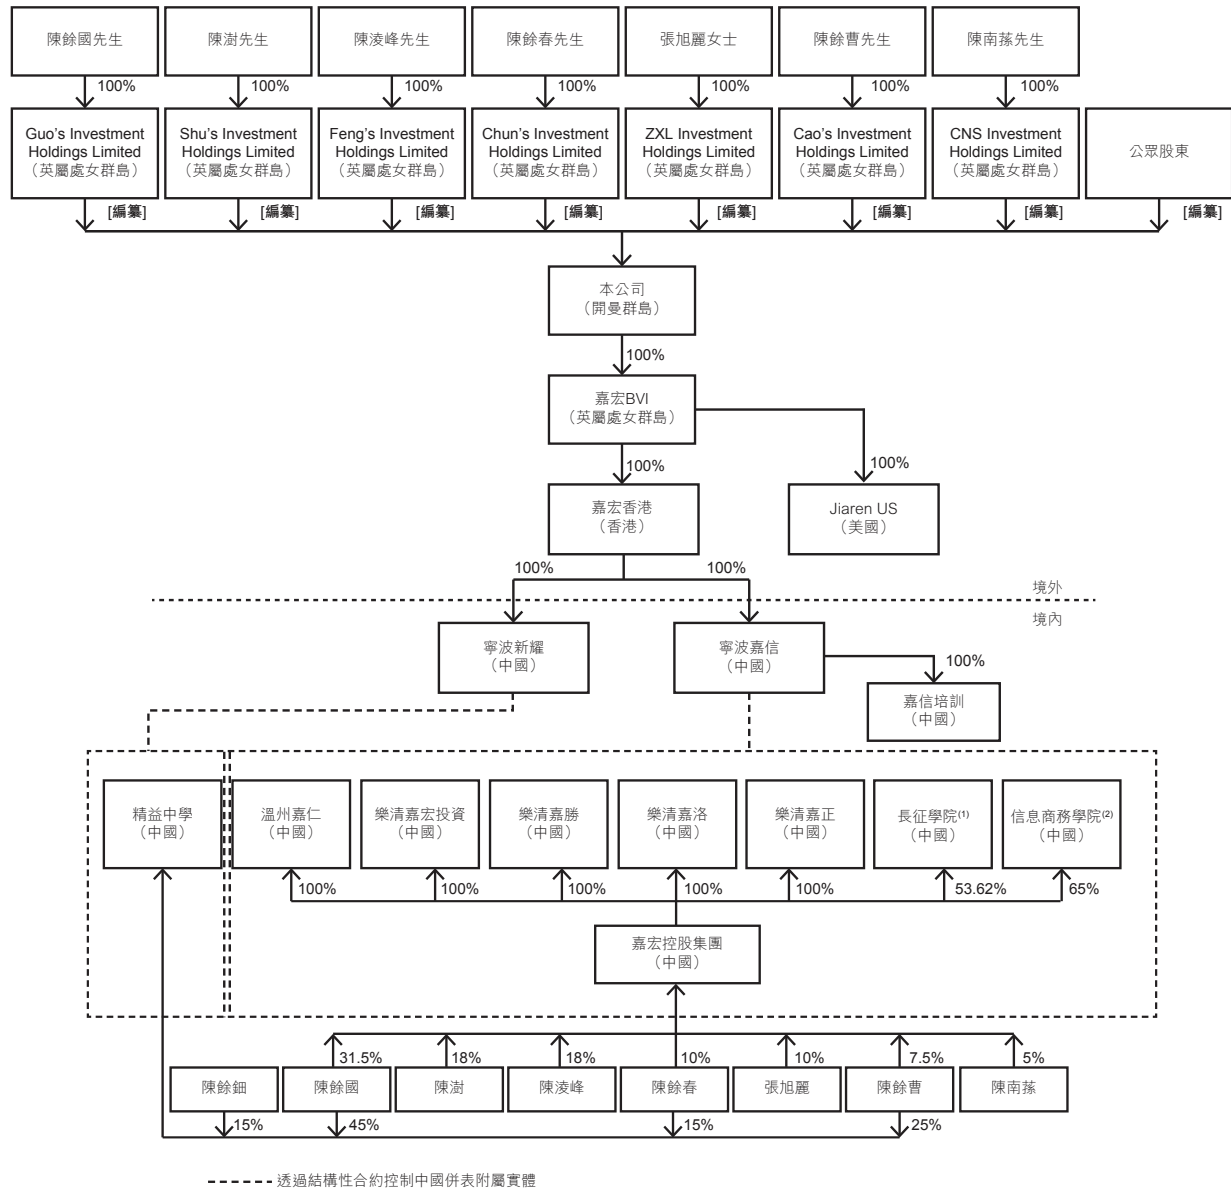 陳餘國先生
陳澍先生
陳淩峰先生
陳餘春先生
張旭麗女士
陳餘曹先生
陳南蓀先生
100%
100%
100%
100%
100%
100%
100%
Guo's Investment
Holdings Limited
（英屬處女群島）
Shu's Investment
Holdings Limited
（英屬處女群島）
Feng's Investment
Holdings Limited
（英屬處女群島）
Chun's Investment
Holdings Limited
（英屬處女群島）
ZXL Investment
Holdings Limited
（英屬處女群島）
Cao's Investment
Holdings Limited
（英屬處女群島）
CNS Investment
Holdings Limited
（英屬處女群島）
公眾股東
[編纂]
[編纂]
[編纂]
[編纂]
[編纂]
[編纂]
[編纂]
[編纂]
本公司
（開曼群島）
100%
嘉宏BVI
（英屬處女群島）
100%
100%
嘉宏香港
（香港）
Jiaren US
（美國）
100%
100%
境外
境內
寧波新耀
（中國）
寧波嘉信
（中國）
100%
嘉信培訓
（中國）
精益中學
（中國）
溫州嘉仁
（中國）
樂清嘉宏投資
（中國）
樂清嘉勝
（中國）
樂清嘉洛
（中國）
樂清嘉正
（中國）
長征學院(1)
（中國）
信息商務學院(2)
（中國）
100%
100%
100%
100%
100%
53.62%
65%
嘉宏控股集團
（中國）
31.5%
18%
18%
10%
10%
7.5%
5%
陳餘鈿
陳餘國
陳澍
陳淩峰
陳餘春
張旭麗
陳餘曹
陳南蓀
15%
45%
15%
25%
透過結構性合約控制中國併表附屬實體